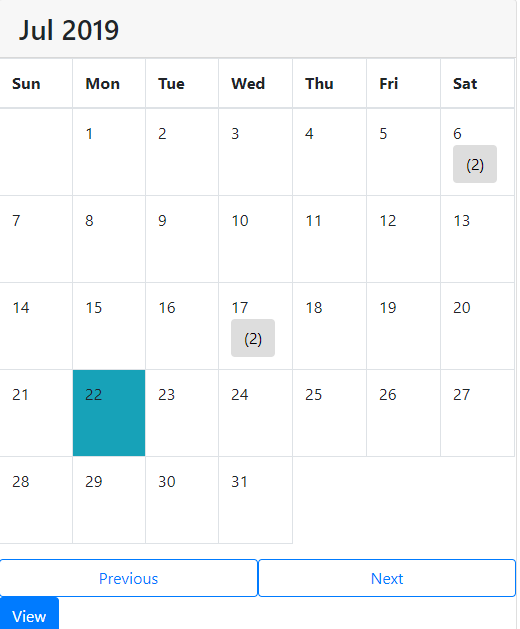 Jul 2019
Sun Mon Tue Wed Thu Fri Sat
1 2 3 4 5 6
(2)
7 8 9 10 11 12 13
14 15 16 17 18 19 20
(2)
21 22 23 24 25 26 27
28 29 30 31
Previous Next
View